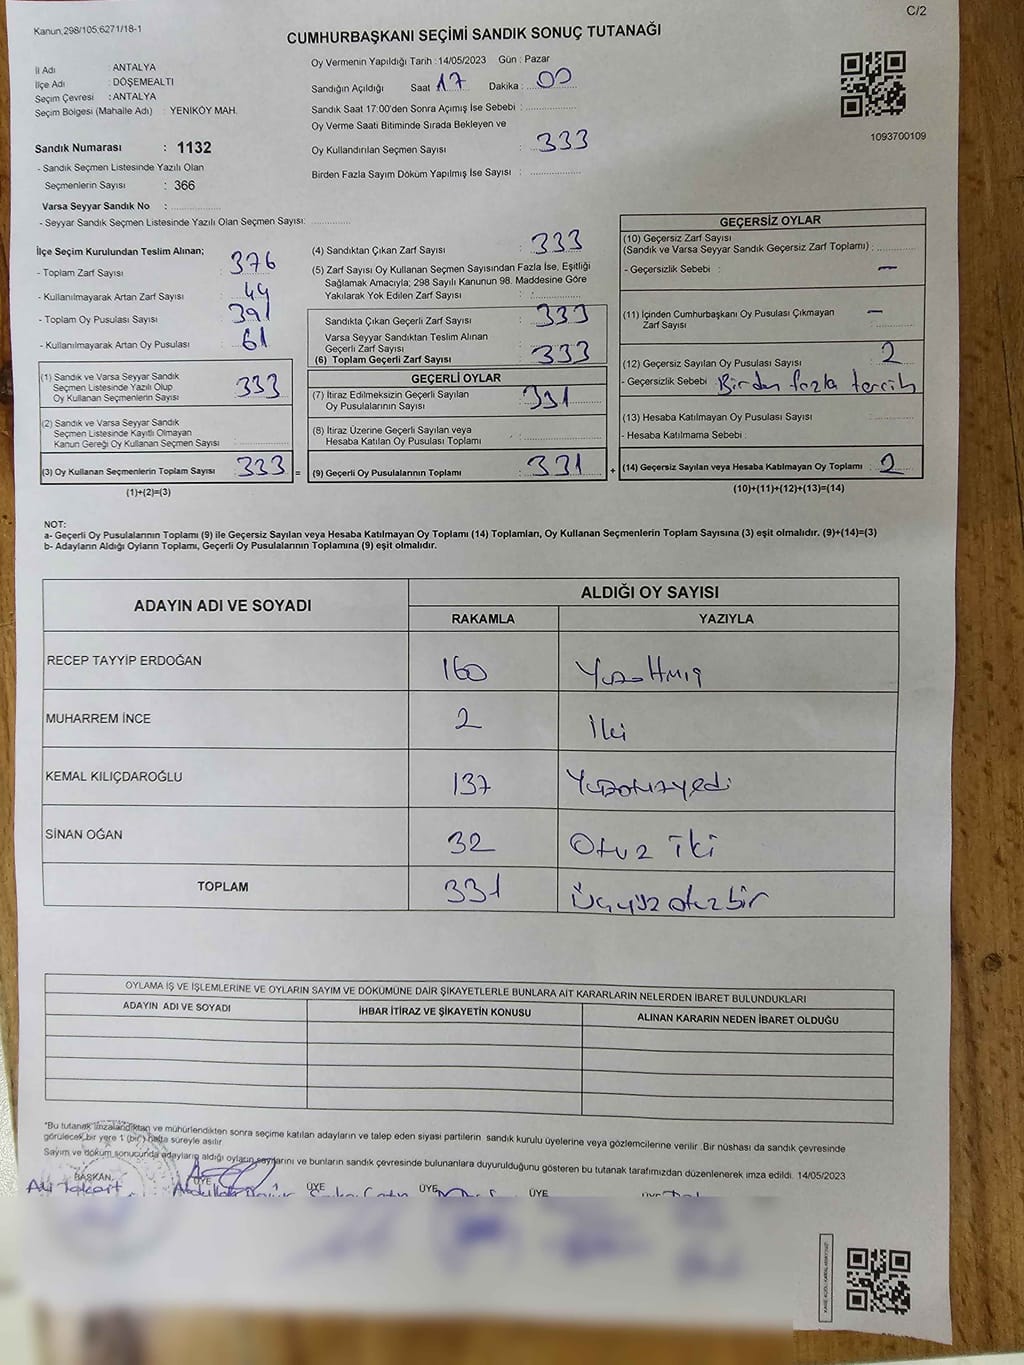 C/2
Kanun,298/105;6271/18-1
CUMHURBAŞKANI SEÇİMİ SANDIK SONUÇ TUTANAĞI
İl Adı : ANTALYA
İlçe Adı : DÖŞEMEALTI
Seçim Çevresi : ANTALYA
Seçim Bölgesi (Mahalle Adı) : YENİKÖY MAH.
Oy Vermenin Yapıldığı Tarih : 14/05/2023 Gün : Pazar
Sandığın Açıldığı Saat 17 Dakika : 00
Sandık Saat 17:00'den Sonra Açımış İse Sebebi :
Oy Verme Saati Bitiminde Sırada Bekleyen ve
Oy Kullandırılan Seçmen Sayısı : 333
Birden Fazla Sayım Döküm Yapılmış İse Sayısı :
1093700109
Sandık Numarası : 1132
- Sandık Seçmen Listesinde Yazılı Olan
Seçmenlerin Sayısı : 366
Varsa Seyyar Sandık No :
- Seyyar Sandık Seçmen Listesinde Yazılı Olan Seçmen Sayısı:
İlçe Seçim Kurulundan Teslim Alınan;
- Toplam Zarf Sayısı : 376
- Kullanılmayarak Artan Zarf Sayısı : 44
- Toplam Oy Pusulası Sayısı : 391
- Kullanılmayarak Artan Oy Pusulası : 61
(1) Sandık ve Varsa Seyyar Sandık
Seçmen Listesinde Yazılı Olup
Oy Kullanan Seçmenlerin Sayısı : 333
(2) Sandık ve Varsa Seyyar Sandık
Seçmen Listesinde Kayıtlı Olmayan
Kanun Gereği Oy Kullanan Seçmen Sayısı :
(3) Oy Kullanan Seçmenlerin Toplam Sayısı : 333 =
(1)+(2)=(3)
(4) Sandıktan Çıkan Zarf Sayısı : 333
(5) Zarf Sayısı Oy Kullanan Seçmen Sayısından Fazla İse, Eşitliği
Sağlamak Amacıyla; 298 Sayılı Kanunun 98. Maddesine Göre
Yakılarak Yok Edilen Zarf Sayısı :
Sandıkta Çıkan Geçerli Zarf Sayısı : 333
Varsa Seyyar Sandıktan Teslim Alınan
Geçerli Zarf Sayısı :
(6) Toplam Geçerli Zarf Sayısı : 333
GEÇERLİ OYLAR
(7) İtiraz Edilmeksizin Geçerli Sayılan
Oy Pusulalarının Sayısı : 331
(8) İtiraz Üzerine Geçerli Sayılan veya
Hesaba Katılan Oy Pusulası Toplamı :
(9) Geçerli Oy Pusulalarının Toplamı : 331 +
GEÇERSİZ OYLAR
(10) Geçersiz Zarf Sayısı
(Sandık ve Varsa Seyyar Sandık Geçersiz Zarf Toplamı) :
- Geçersizlik Sebebi : —
(11) İçinden Cumhurbaşkanı Oy Pusulası Çıkmayan —
Zarf Sayısı :
(12) Geçersiz Sayılan Oy Pusulası Sayısı : 2
- Geçersizlik Sebebi : Birden fazla tercih
(13) Hesaba Katılmayan Oy Pusulası Sayısı :
- Hesaba Katılmama Sebebi :
(14) Geçersiz Sayılan veya Hesaba Katılmayan Oy Toplamı : 2
(10)+(11)+(12)+(13)=(14)
NOT:
a- Geçerli Oy Pusulalarının Toplamı (9) ile Geçersiz Sayılan veya Hesaba Katılmayan Oy Toplamı (14) Toplamları, Oy Kullanan Seçmenlerin Toplam Sayısına (3) eşit olmalıdır. (9)+(14)=(3)
b- Adayların Aldığı Oyların Toplamı, Geçerli Oy Pusulalarının Toplamına (9) eşit olmalıdır.
ADAYIN ADI VE SOYADI
ALDIĞI OY SAYISI
RAKAMLA YAZIYLA
RECEP TAYYİP ERDOĞAN 160 Yüzaltmış
MUHARREM İNCE 2 İki
KEMAL KILIÇDAROĞLU 137 Yüzotuzyedi
SİNAN OĞAN 32 Otuz iki
TOPLAM 331 Üçyüzotuzbir
OYLAMA İŞ VE İŞLEMLERİNE VE OYLARIN SAYIM VE DÖKÜMÜNE DAİR ŞİKAYETLERLE BUNLARA AİT KARARLARIN NELERDEN İBARET BULUNDUKLARI
ADAYIN ADI VE SOYADI İHBAR İTİRAZ VE ŞİKAYETİN KONUSU ALINAN KARARIN NEDEN İBARET OLDUĞU
*Bu tutanak imzalandıktan ve mühürlendikten sonra seçime katılan adayların ve talep eden siyasi partilerin sandık kurulu üyelerine veya gözlemcilerine verilir. Bir nüshası da sandık çevresinde
görülecek bir yere 1 (bir) hafta süreyle asılır.
Sayım ve döküm sonucunda adayların aldığı oyların sayılarını ve bunların sandık çevresinde bulunanlara duyurulduğunu gösteren bu tutanak tarafımızdan düzenlenerek imza edildi. 14/05/2023
BAŞKAN ÜYE ÜYE ÜYE ÜYE ÜYE